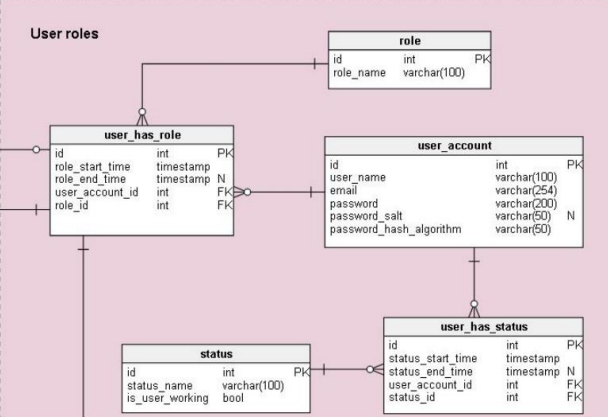 User roles
role
id int PK
role_name varchar(100)
user_has_role
id int PK
role_start_time timestamp
role_end_time timestamp N
user_account_id int FK
role_id int FK
user_account
id int PK
user_name varchar(100)
email varchar(254)
password varchar(200)
password_salt varchar(50) N
password_hash_algorithm varchar(50)
user_has_status
id int PK
status_start_time timestamp
status_end_time timestamp N
user_account_id int FK
status_id int FK
status
id int PK
status_name varchar(100)
is_user_working bool